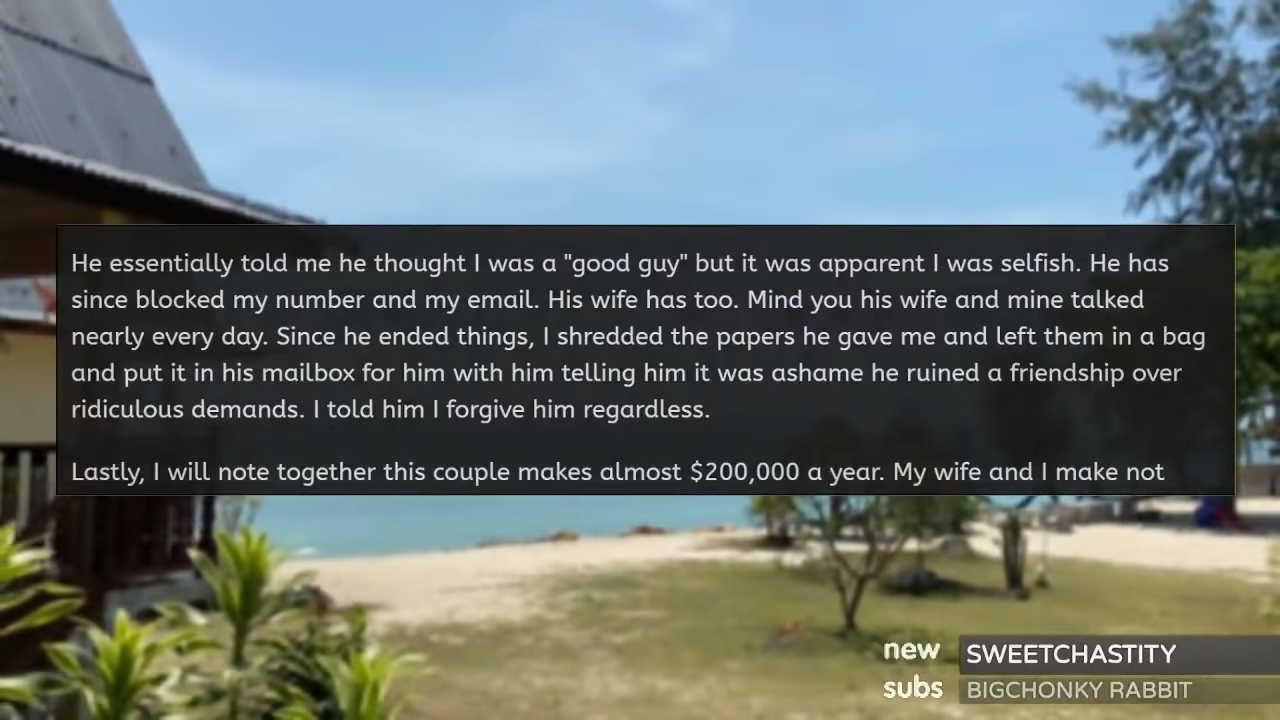 He essentially told me he thought I was a "good guy" but it was apparent I was selfish. He has
since blocked my number and my email. His wife has too. Mind you his wife and mine talked
nearly every day. Since he ended things, I shredded the papers he gave me and left them in a bag
and put it in his mailbox for him with him telling him it was ashame he ruined a friendship over
ridiculous demands. I told him I forgive him regardless.
Lastly, I will note together this couple makes almost $200,000 a year. My wife and I make not
new SWEETCHASTITY
subs BIGCHONKY RABBIT